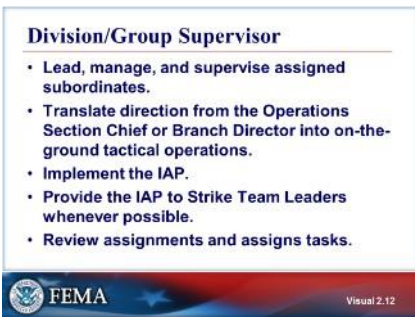 Division/Group Supervisor
• Lead, manage, and supervise assigned
subordinates.
• Translate direction from the Operations
Section Chief or Branch Director into on-the-
ground tactical operations.
• Implement the IAP.
• Provide the IAP to Strike Team Leaders
whenever possible.
• Review assignments and assigns tasks.
FEMA
Visual 2.12